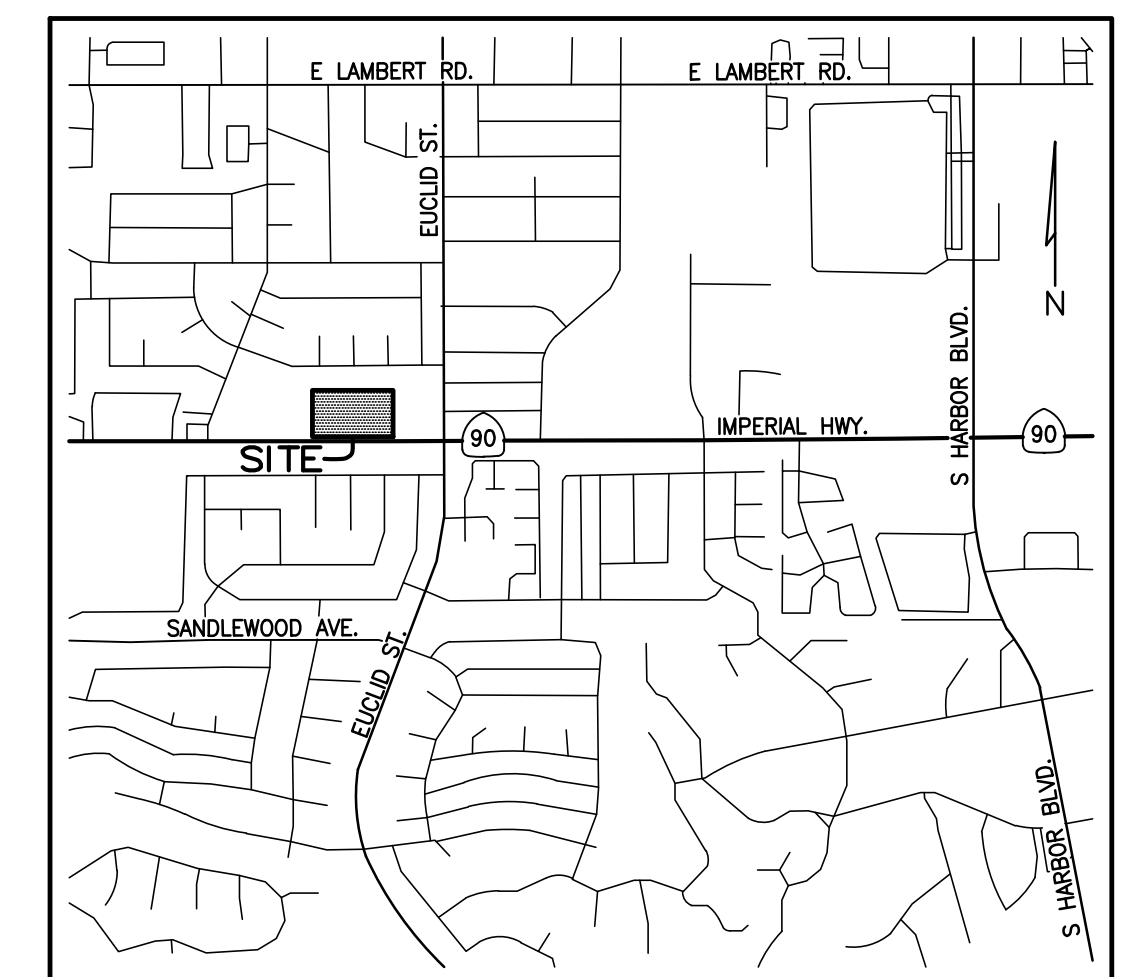 E LAMBERT RD.
E LAMBERT RD.
EUCLID ST.
N
S HARBOR BLVD.
IMPERIAL HWY.
90
90
SITE
SANDLEWOOD AVE.
EUCLID ST.
S HARBOR BLVD.